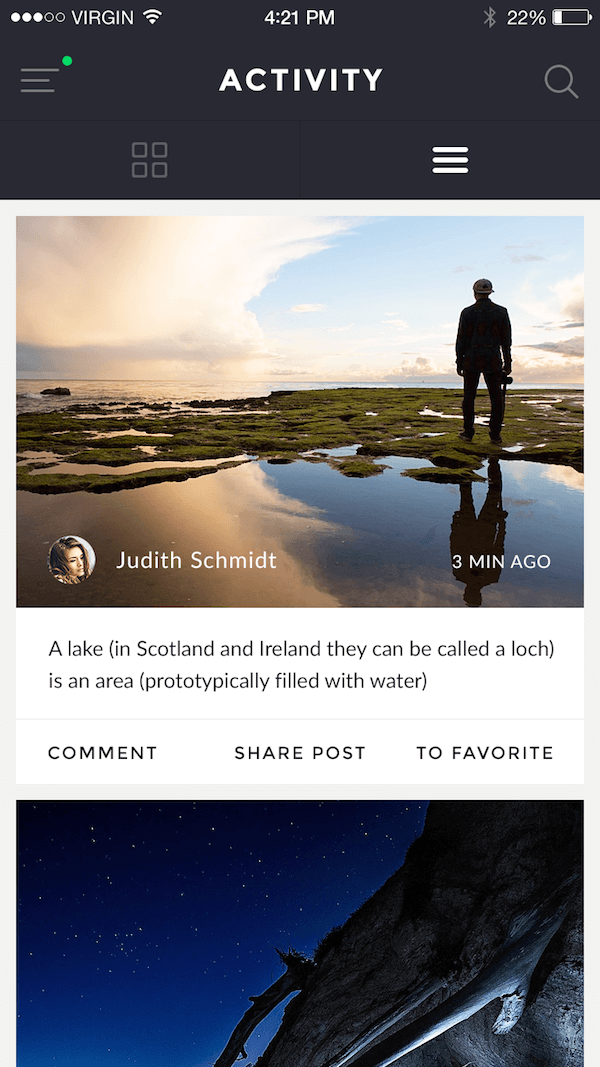 VIRGIN 4:21 PM 22%
ACTIVITY
Judith Schmidt 3 MIN AGO
A lake (in Scotland and Ireland they can be called a loch)
is an area (prototypically filled with water)
COMMENT SHARE POST TO FAVORITE